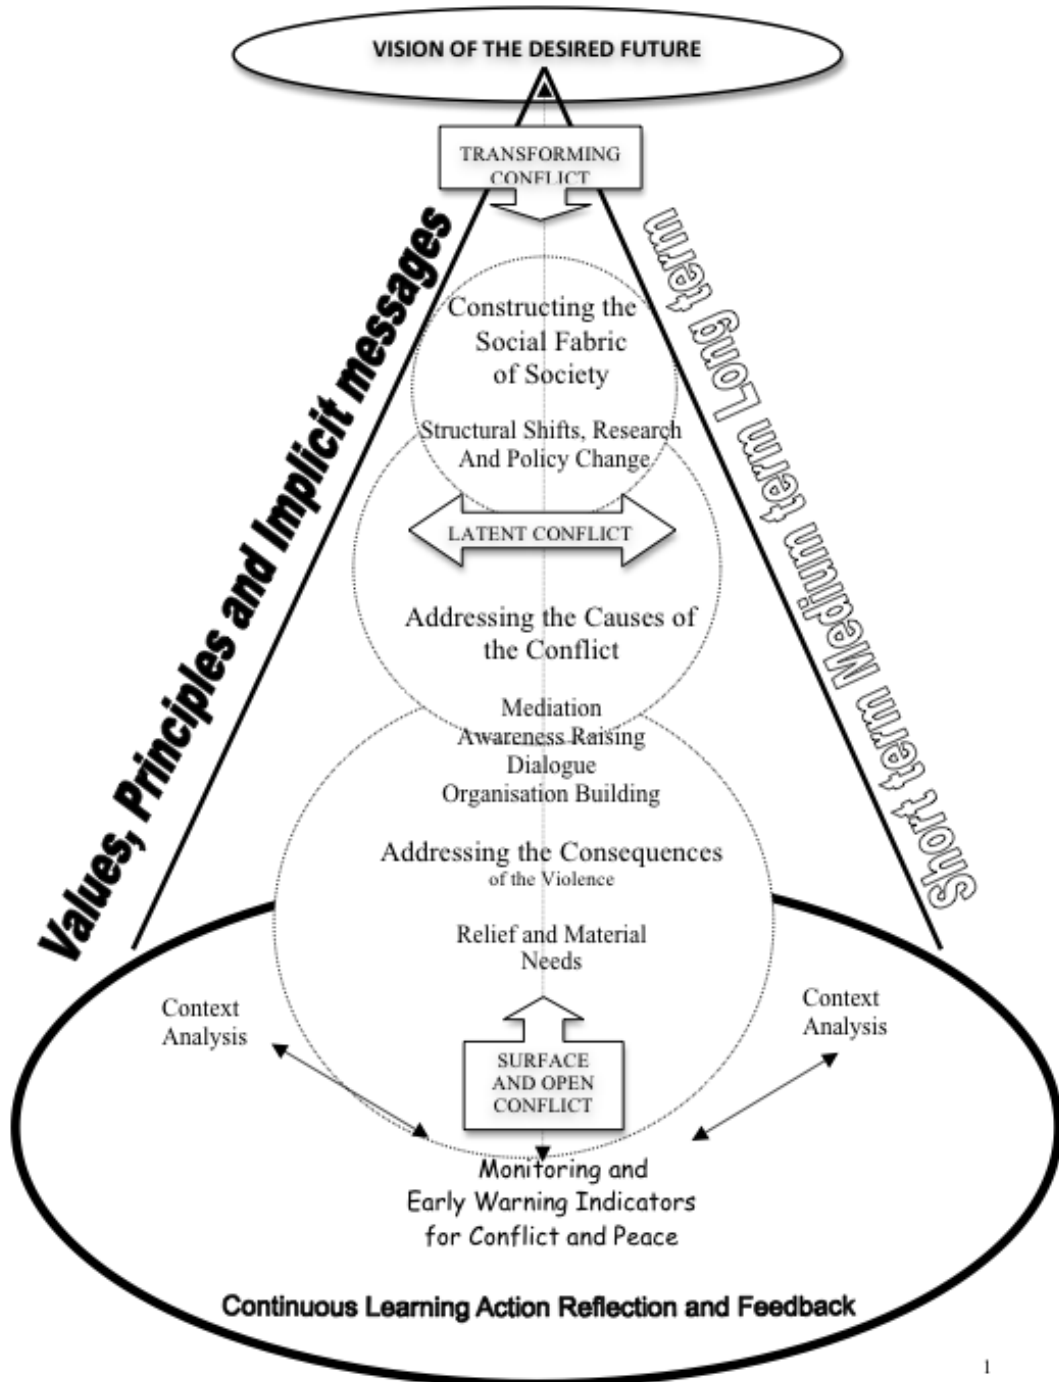 VISION OF THE DESIRED FUTURE
TRANSFORMING
CONFLICT
Values, Principles and Implicit messages
Short term Medium term Long term
Constructing the
Social Fabric
of Society
Structural Shifts, Research
And Policy Change
LATENT CONFLICT
Addressing the Causes of
the Conflict
Mediation
Awareness Raising
Dialogue
Organisation Building
Addressing the Consequences
of the Violence
Relief and Material
Needs
Context
Analysis
Context
Analysis
SURFACE
AND OPEN
CONFLICT
Monitoring and
Early Warning Indicators
for Conflict and Peace
Continuous Learning Action Reflection and Feedback
1